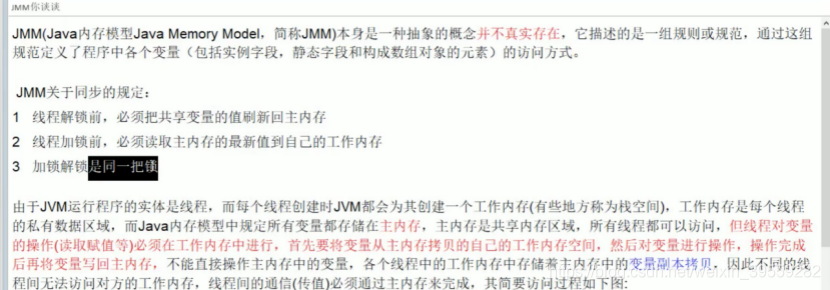 JMM你谈谈
JMM(Java内存模型Java Memory Model，简称JMM)本身是一种抽象的概念并不真实存在，它描述的是一组规则或规范，通过这组
规范定义了程序中各个变量（包括实例字段，静态字段和构成数组对象的元素）的访问方式。
JMM关于同步的规定：
1 线程解锁前，必须把共享变量的值刷新回主内存
2 线程加锁前，必须读取主内存的最新值到自己的工作内存
3 加锁解锁是同一把锁
由于JVM运行程序的实体是线程，而每个线程创建时JVM都会为其创建一个工作内存(有些地方称为栈空间)，工作内存是每个线程
的私有数据区域，而Java内存模型中规定所有变量都存储在主内存，主内存是共享内存区域，所有线程都可以访问，但线程对变量
的操作(读取赋值等)必须在工作内存中进行，首先要将变量从主内存拷贝的自己的工作内存空间，然后对变量进行操作，操作完成
后再将变量写回主内存，不能直接操作主内存中的变量，各个线程中的工作内存中存储着主内存中的变量副本拷贝，因此不同的线
程间无法访问对方的工作内存，线程间的通信(传值)必须通过主内存来完成，其简要访问过程如下图: